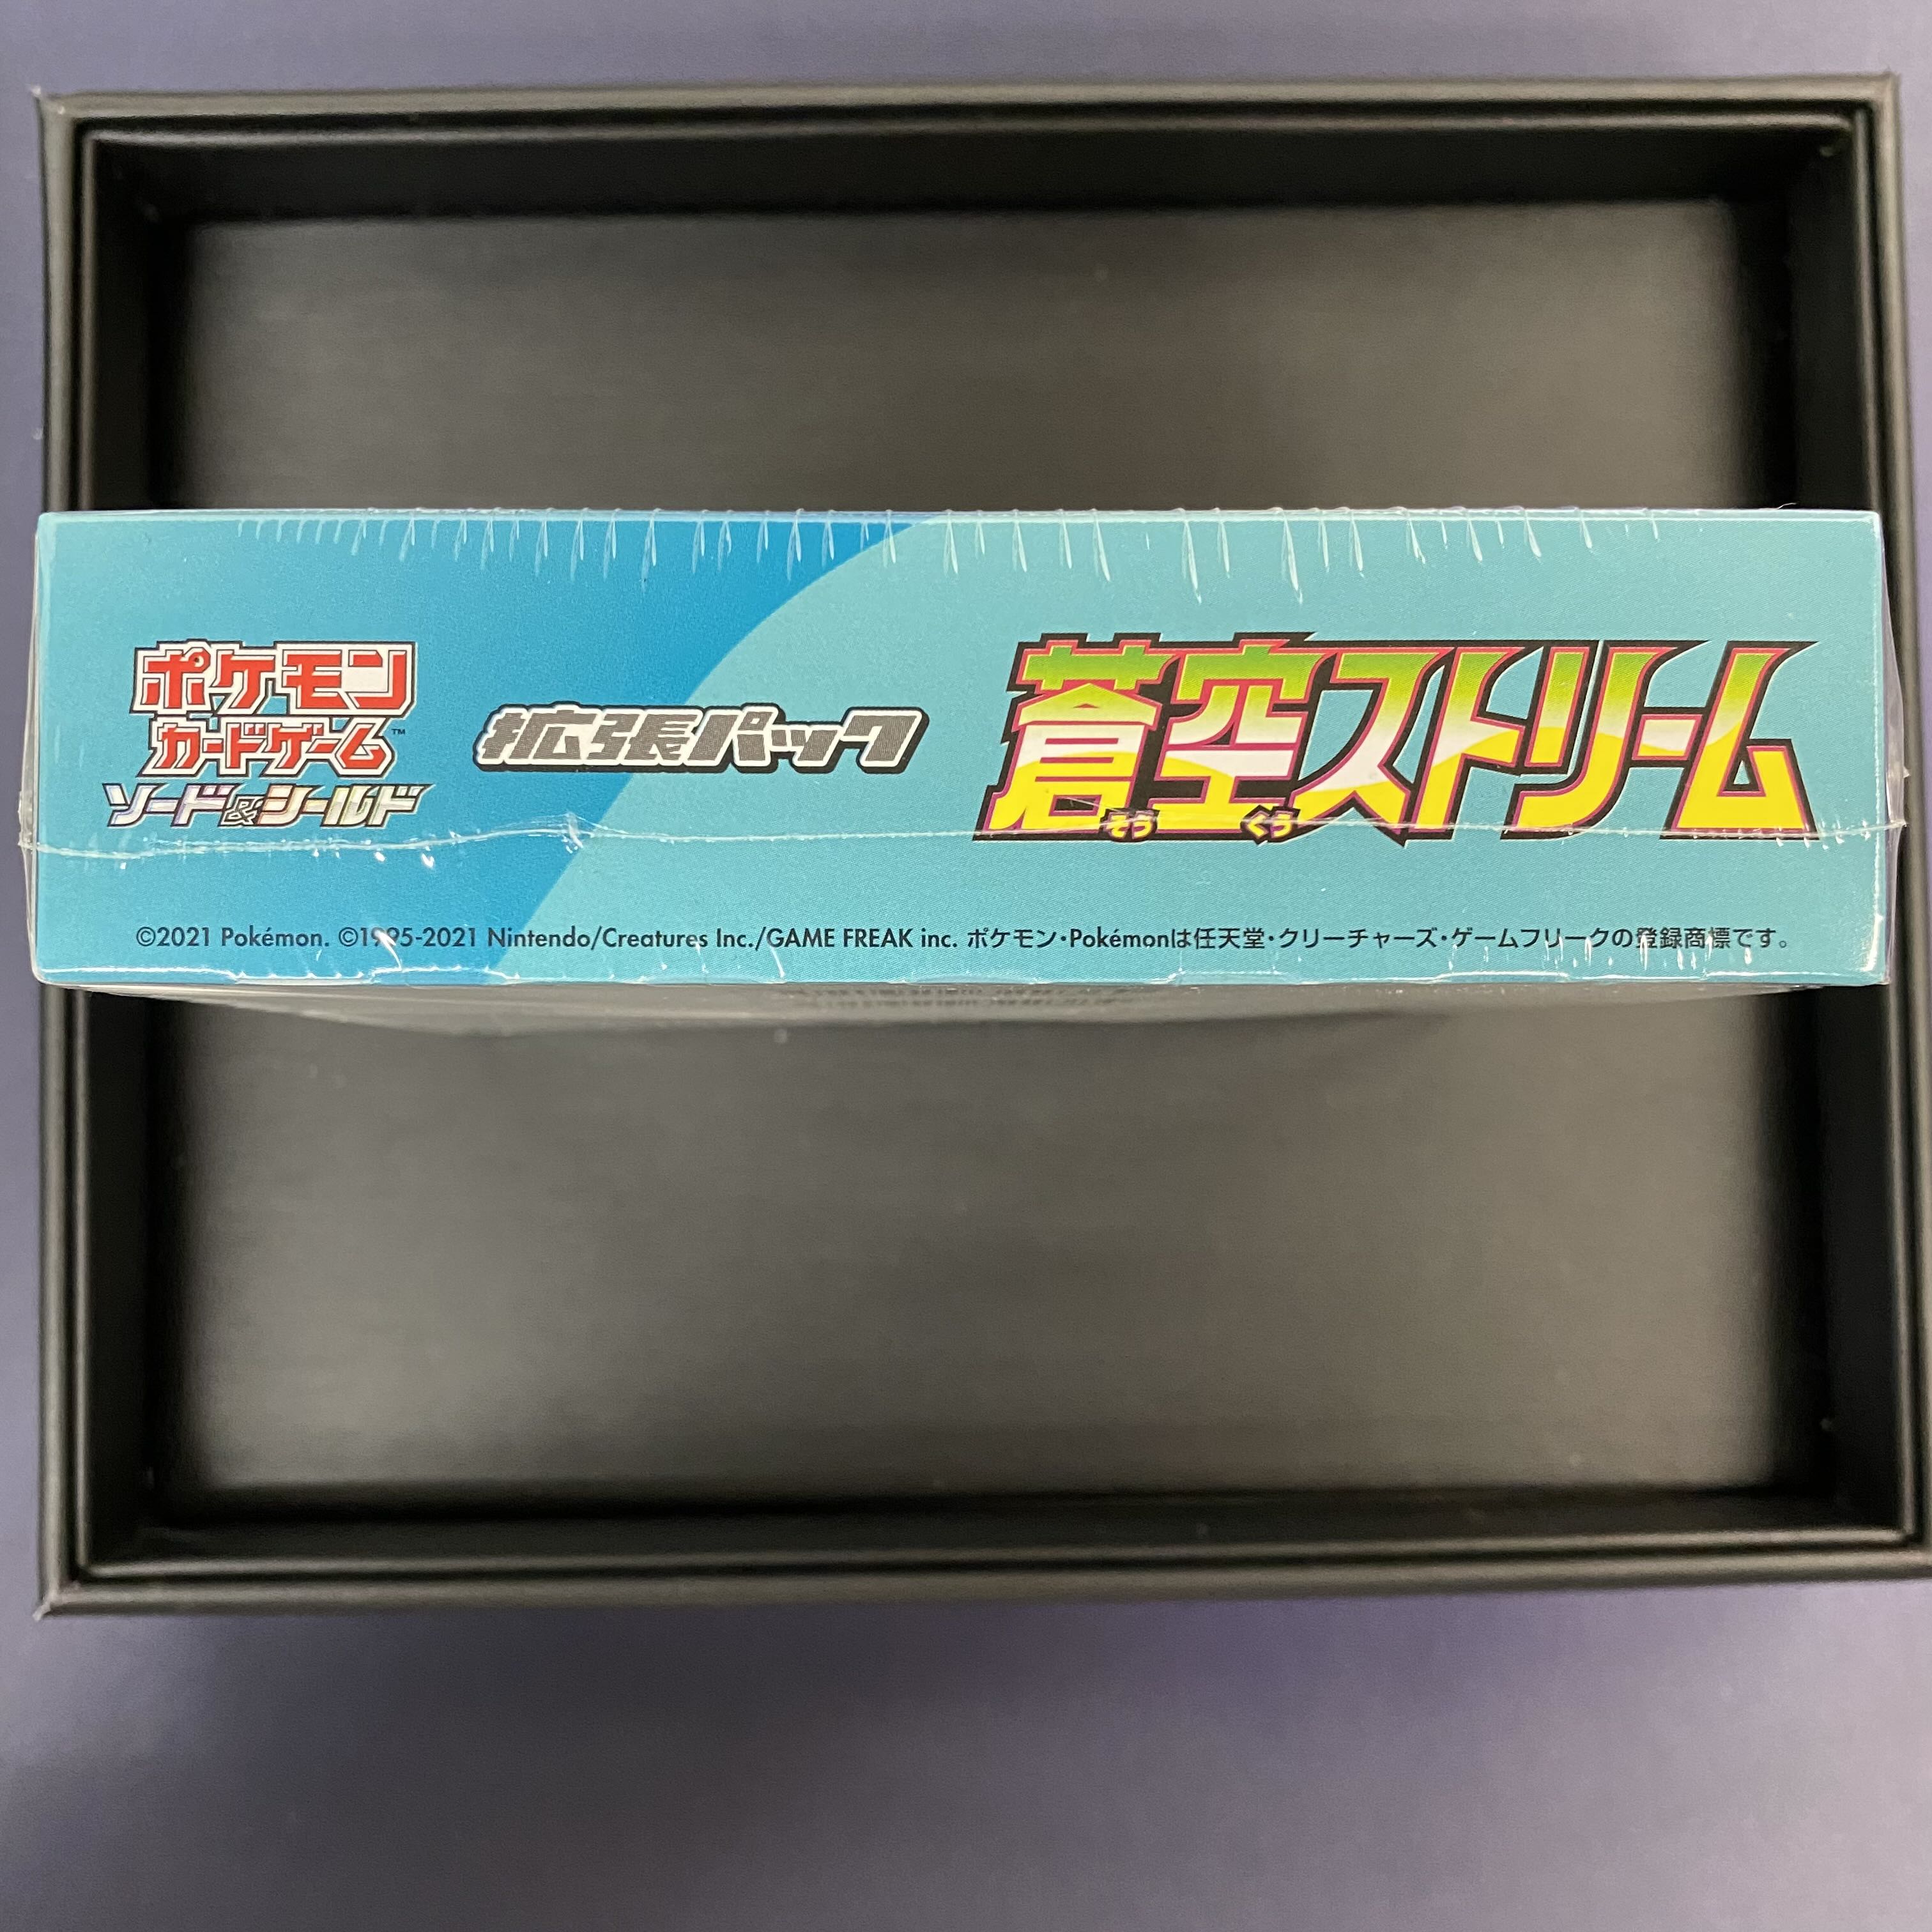 ポケモン
カードゲーム™
ソード&シールド
拡張パック
蒼空ストリーム
そう くう
©2021 Pokémon. ©1995-2021 Nintendo/Creatures Inc./GAME FREAK inc. ポケモン・Pokémonは任天堂・クリーチャーズ・ゲームフリークの登録商標です。